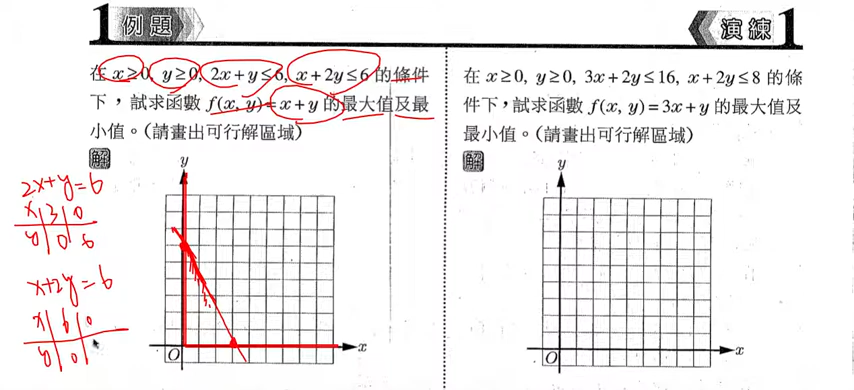 例題 1
在 x≥0, y≥0, 2x+y≤6, x+2y≤6 的條件
下，試求函數 f(x, y)=x+y 的最大值及最
小值。（請畫出可行解區域）
解
y
O
x
2x+y=6
x 3 0
y 0 6
x+2y=6
x 6 0
y 0
演練 1
在 x≥0, y≥0, 3x+2y≤16, x+2y≤8 的條
件下，試求函數 f(x, y)=3x+y 的最大值及
最小值。（請畫出可行解區域）
解
y
O
x